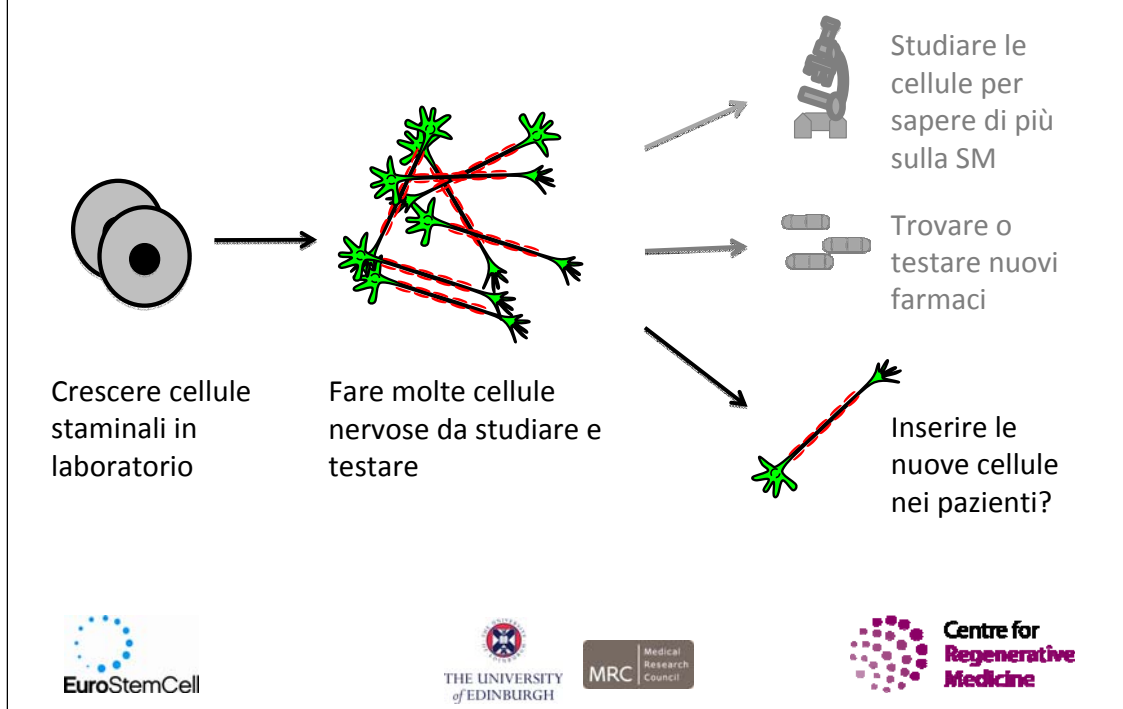 Studiare le
cellule per
sapere di più
sulla SM
Trovare o
testare nuovi
farmaci
Crescere cellule
staminali in
laboratorio
Fare molte cellule
nervose da studiare e
testare
Inserire le
nuove cellule
nei pazienti?
EuroStemCell
THE UNIVERSITY
of EDINBURGH
MRC
Medical
Research
Council
Centre for
Regenerative
Medicine